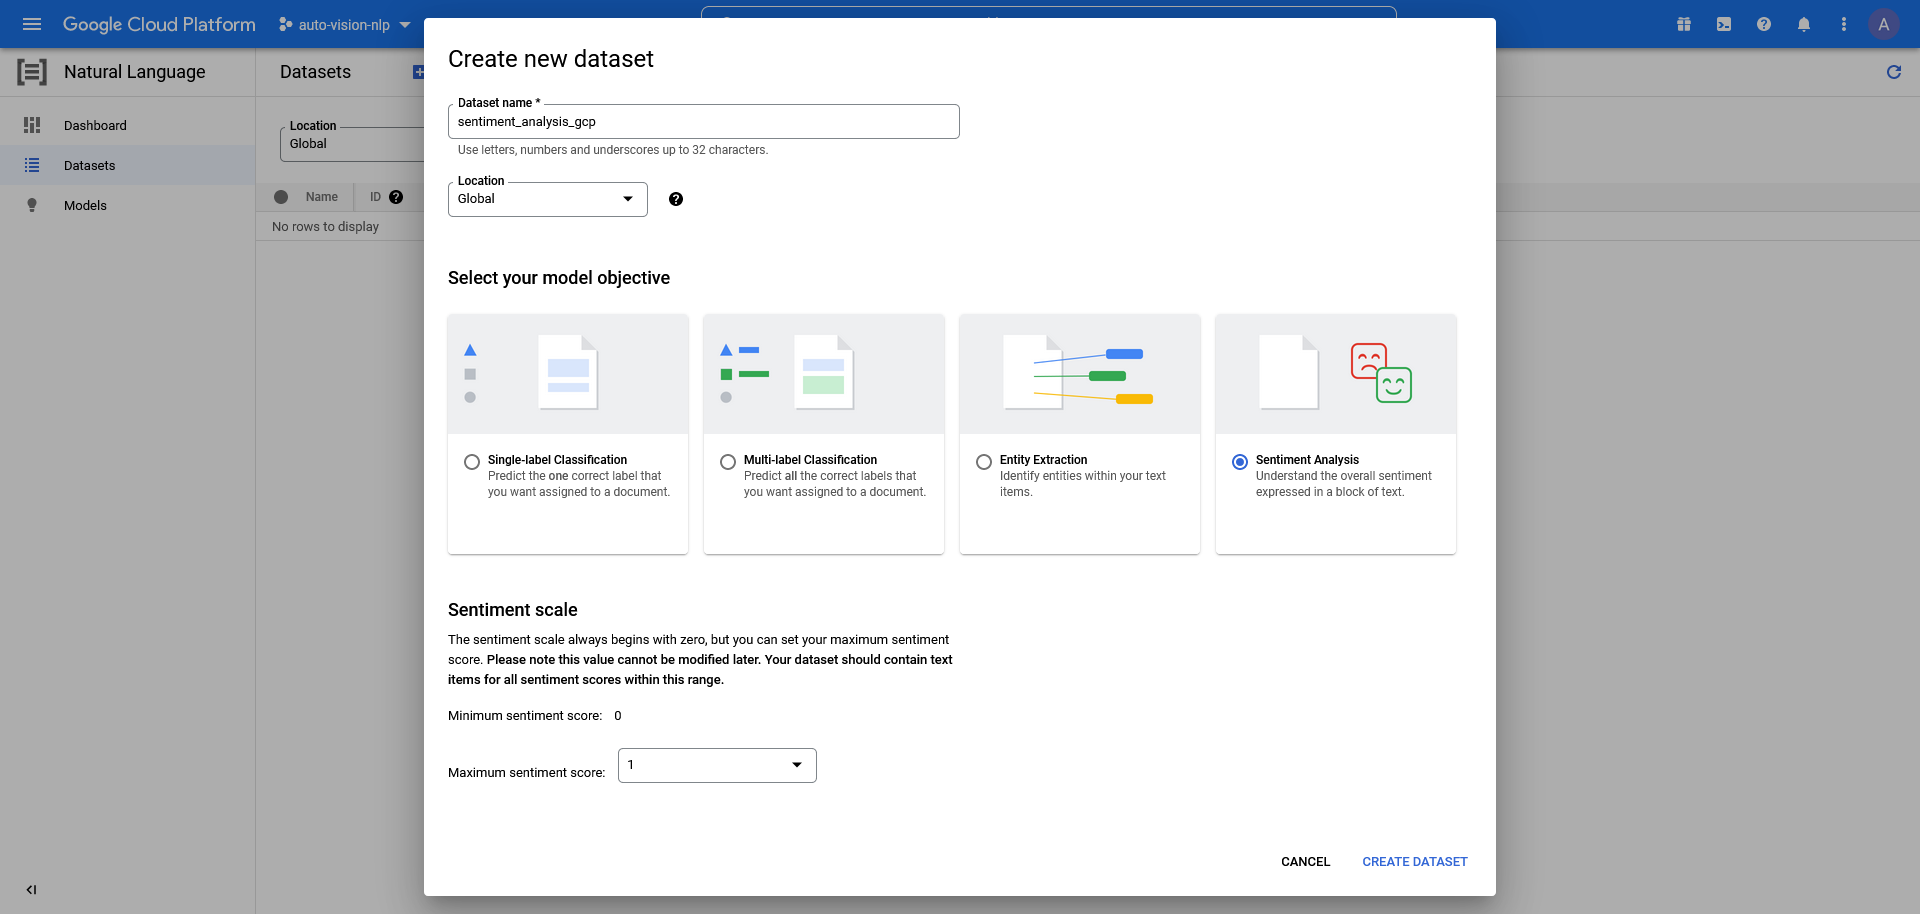 Google Cloud Platform
auto-vision-nlp
A
Natural Language
Datasets
Dashboard
Datasets
Models
Location
Global
Name
ID
No rows to display
Create new dataset
Dataset name *
sentiment_analysis_gcp
Use letters, numbers and underscores up to 32 characters.
Location
Global
Select your model objective
Single-label Classification
Predict the one correct label that
you want assigned to a document.
Multi-label Classification
Predict all the correct labels that
you want assigned to a document.
Entity Extraction
Identify entities within your text
items.
Sentiment Analysis
Understand the overall sentiment
expressed in a block of text.
Sentiment scale
The sentiment scale always begins with zero, but you can set your maximum sentiment
score. Please note this value cannot be modified later. Your dataset should contain text
items for all sentiment scores within this range.
Minimum sentiment score: 0
Maximum sentiment score: 1
CANCEL
CREATE DATASET